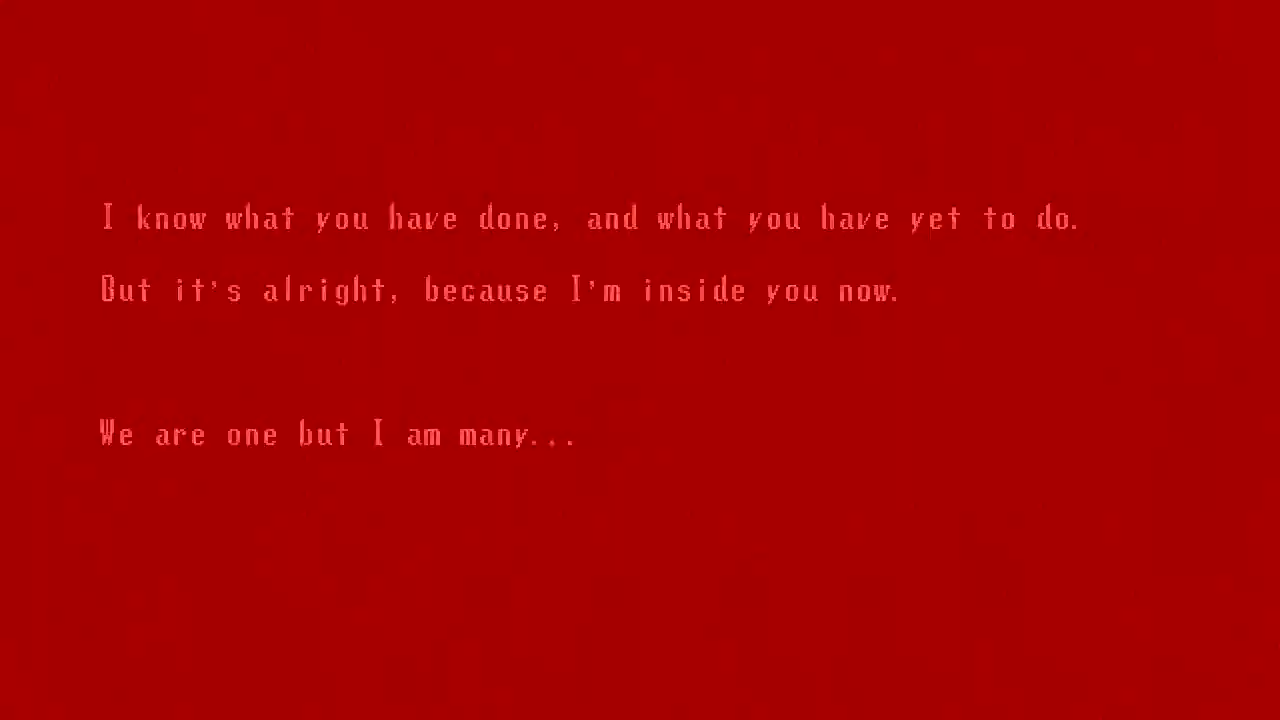 I know what you have done, and what you have yet to do.
But it's alright, because I'm inside you now.
We are one but I am many...